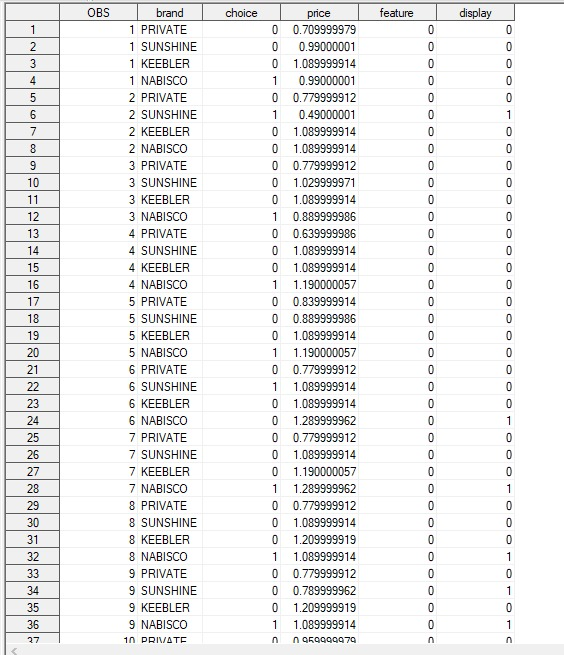 OBS brand choice price feature display
1 1 PRIVATE 0 0.709999979 0 0
2 1 SUNSHINE 0 0.99000001 0 0
3 1 KEEBLER 0 1.089999914 0 0
4 1 NABISCO 1 0.99000001 0 0
5 2 PRIVATE 0 0.779999912 0 0
6 2 SUNSHINE 1 0.49000001 0 1
7 2 KEEBLER 0 1.089999914 0 0
8 2 NABISCO 0 1.089999914 0 0
9 3 PRIVATE 0 0.779999912 0 0
10 3 SUNSHINE 0 1.029999971 0 0
11 3 KEEBLER 0 1.089999914 0 0
12 3 NABISCO 1 0.889999986 0 0
13 4 PRIVATE 0 0.639999986 0 0
14 4 SUNSHINE 0 1.089999914 0 0
15 4 KEEBLER 0 1.089999914 0 0
16 4 NABISCO 1 1.190000057 0 0
17 5 PRIVATE 0 0.839999914 0 0
18 5 SUNSHINE 0 0.889999986 0 0
19 5 KEEBLER 0 1.089999914 0 0
20 5 NABISCO 1 1.190000057 0 0
21 6 PRIVATE 0 0.779999912 0 0
22 6 SUNSHINE 1 1.089999914 0 0
23 6 KEEBLER 0 1.089999914 0 0
24 6 NABISCO 0 1.289999962 0 1
25 7 PRIVATE 0 0.779999912 0 0
26 7 SUNSHINE 0 1.089999914 0 0
27 7 KEEBLER 0 1.190000057 0 0
28 7 NABISCO 1 1.289999962 0 1
29 8 PRIVATE 0 0.779999912 0 0
30 8 SUNSHINE 0 1.089999914 0 0
31 8 KEEBLER 0 1.209999919 0 0
32 8 NABISCO 1 1.089999914 0 1
33 9 PRIVATE 0 0.779999912 0 0
34 9 SUNSHINE 0 0.789999962 0 1
35 9 KEEBLER 0 1.209999919 0 0
36 9 NABISCO 1 1.089999914 0 1
37 10 PRIVATE 0 0.959999979 0 0